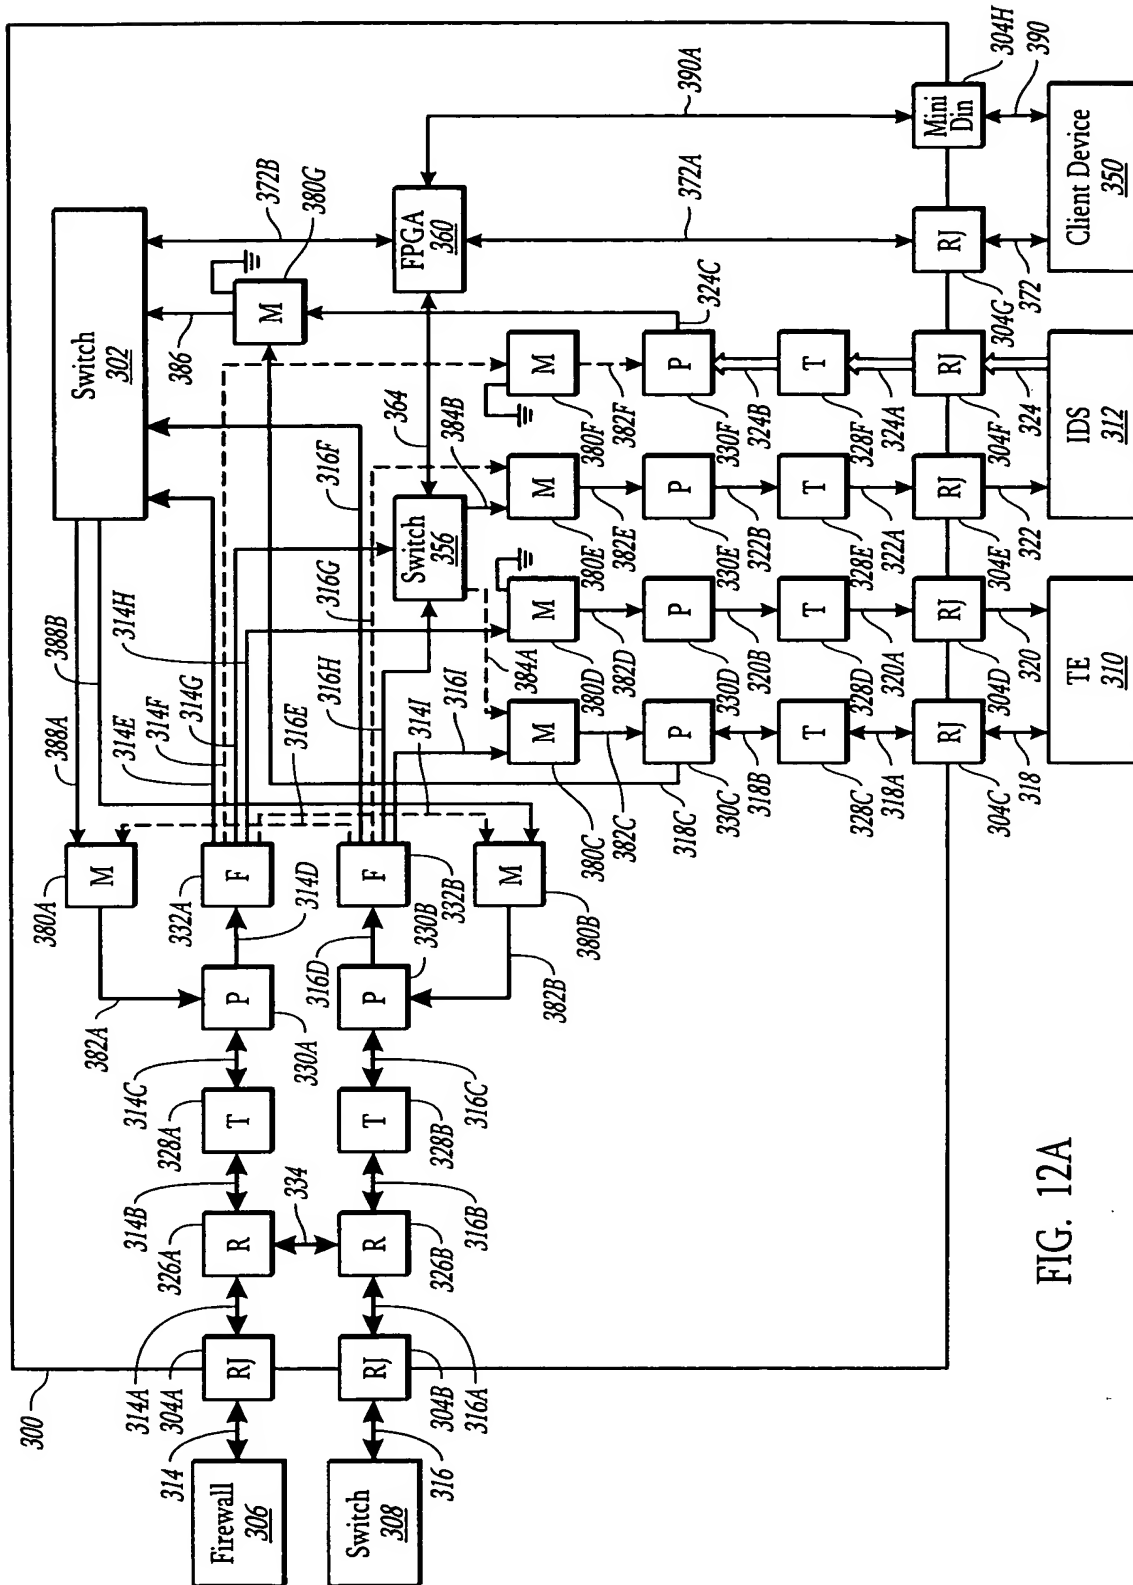 300
Firewall
306
314
RJ
304A
314A
R
326A
314B
T
328A
314C
P
330A
382A
314D
F
332A
M
380A
388A
388B
314E
314F
314G
314H
Switch
302
Switch
308
316
RJ
304B
316A
R
326B
334
316B
T
328B
316C
P
330B
316D
F
332B
M
380B
382B
316E
314I
316F
316G
316H
316I
386
M
380G
372B
FPGA
360
364
Switch
356
384A
384B
390A
372A
324C
318C
M
380C
382C
P
330C
318B
T
328C
318A
RJ
304C
318
M
380D
382D
P
330D
320B
T
328D
320A
RJ
304D
320
TE
310
M
380E
382E
P
330E
322B
T
328E
322A
RJ
304E
322
M
380F
382F
P
330F
324B
T
328F
324A
RJ
304F
324
IDS
312
RJ
304G
372
Mini
Din
304H
390
Client Device
350
FIG. 12A